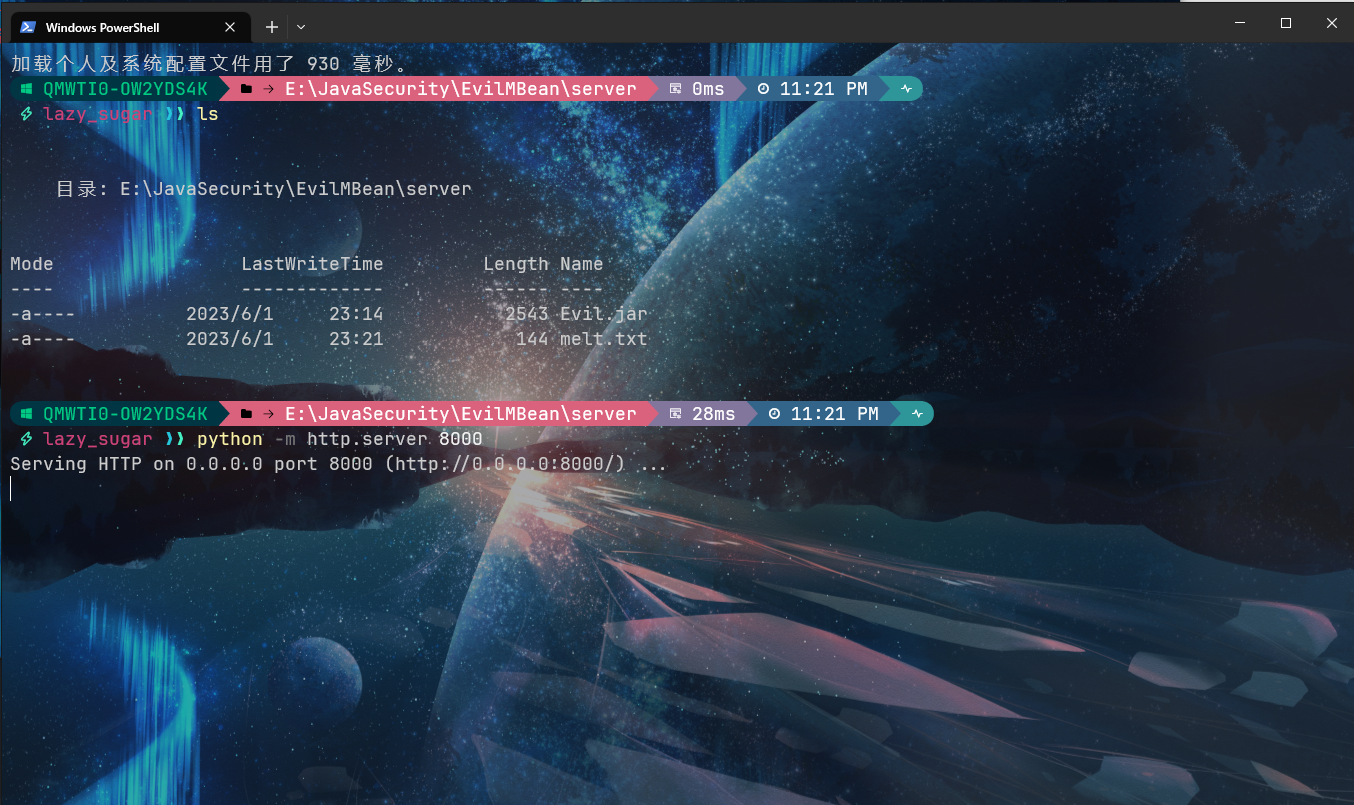 Windows PowerShell
加载个人及系统配置文件用了 930 毫秒。
QMWTI0-OW2YDS4K → E:\JavaSecurity\EvilMBean\server 0ms 11:21 PM
lazy_sugar ❯❯ ls
目录: E:\JavaSecurity\EvilMBean\server
Mode LastWriteTime Length Name
---- ------------- ------ ----
-a---- 2023/6/1 23:14 2543 Evil.jar
-a---- 2023/6/1 23:21 144 melt.txt
QMWTI0-OW2YDS4K → E:\JavaSecurity\EvilMBean\server 28ms 11:21 PM
lazy_sugar ❯❯ python -m http.server 8000
Serving HTTP on 0.0.0.0 port 8000 (http://0.0.0.0:8000/) ...